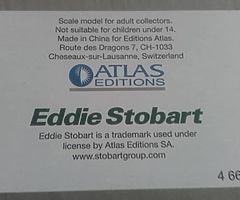 Scale model for adult collectors.
Not suitable for children under 14.
Made in China for Editions Atlas.
Route des Dragons 7, CH-1033
Cheseaux-sur-Lausanne, Switzerland
ATLAS
EDITIONS
Eddie Stobart
Eddie Stobart is a trademark used under
license by Atlas Editions SA.
www.stobartgroup.com
4 66